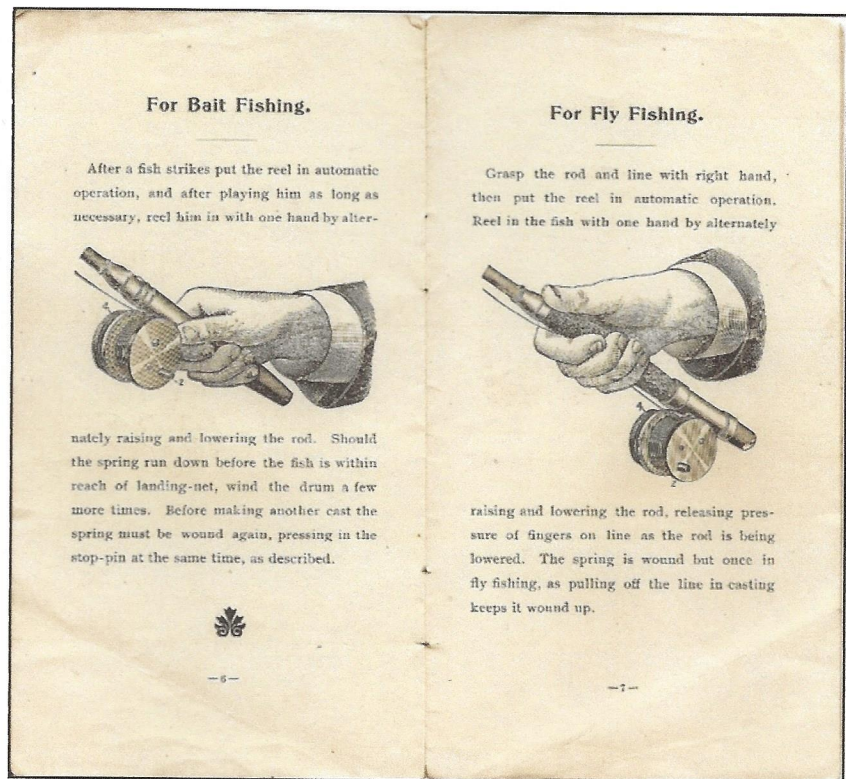 For Bait Fishing.
After a fish strikes put the reel in automatic
operation, and after playing him as long as
necessary, reel him in with one hand by alter-
4
2
nately raising and lowering the rod. Should
the spring run down before the fish is within
reach of landing-net, wind the drum a few
more times. Before making another cast the
spring must be wound again, pressing in the
stop-pin at the same time, as described.
—6—
For Fly Fishing.
Grasp the rod and line with right hand,
then put the reel in automatic operation.
Reel in the fish with one hand by alternately
4
2
raising and lowering the rod, releasing pres-
sure of fingers on line as the rod is being
lowered. The spring is wound but once in
fly fishing, as pulling off the line in casting
keeps it wound up.
—7—